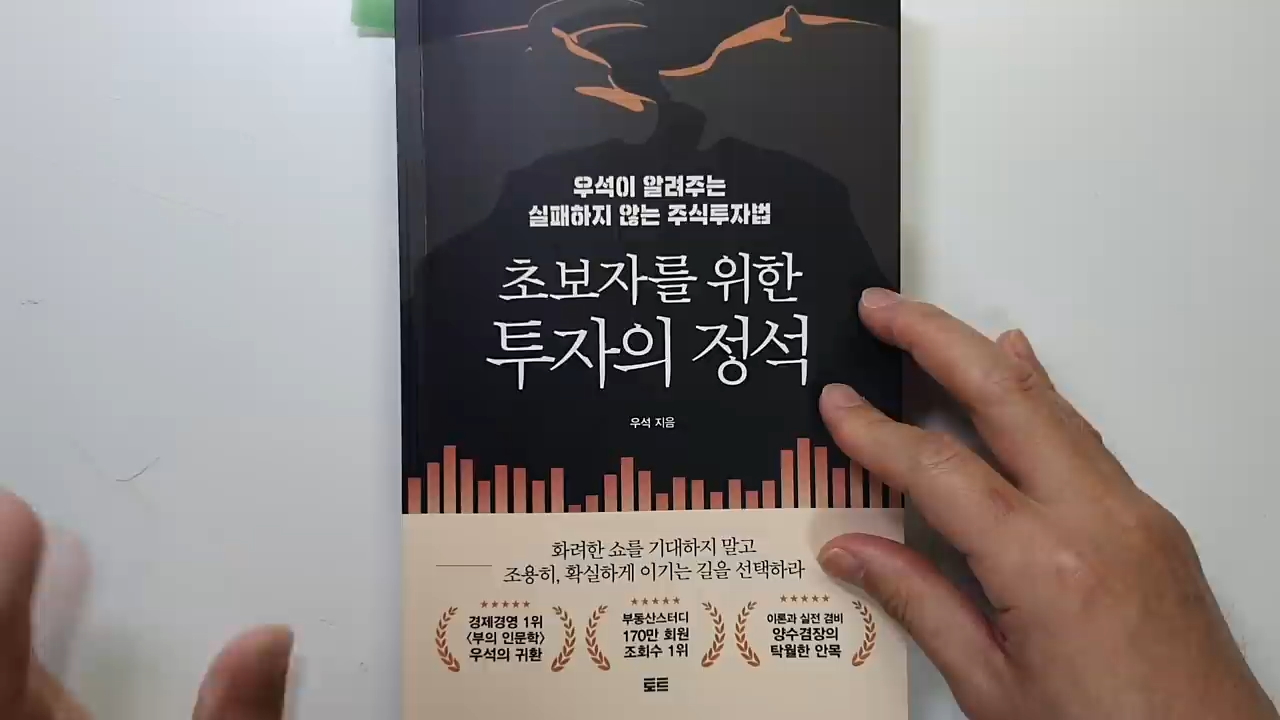 우석이 알려주는
실패하지 않는 주식투자법
초보자를 위한
투자의 정석
우석 지음
화려한 쇼를 기대하지 말고
조용히, 확실하게 이기는 길을 선택하라
경제경영 1위
〈부의 인문학〉
우석의 귀환
부동산스터디
170만 회원
조회수 1위
이론과 실전 겸비
양수겸장의
탁월한 안목
토트